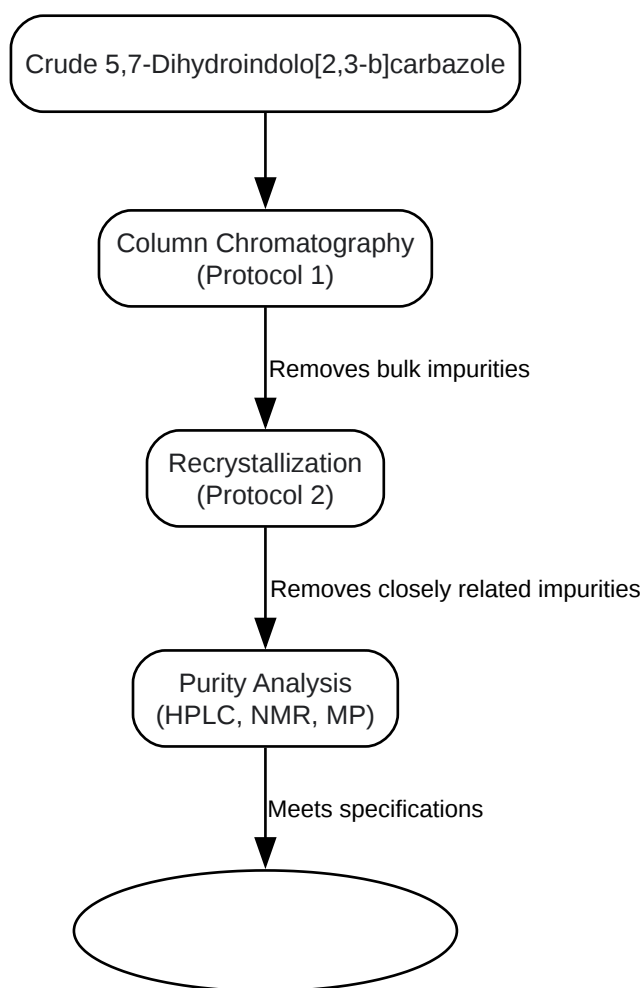 Crude 5,7-Dihydroindolo[2,3-b]carbazole
Column Chromatography
(Protocol 1)
Removes bulk impurities
Recrystallization
(Protocol 2)
Removes closely related impurities
Purity Analysis
(HPLC, NMR, MP)
Meets specifications